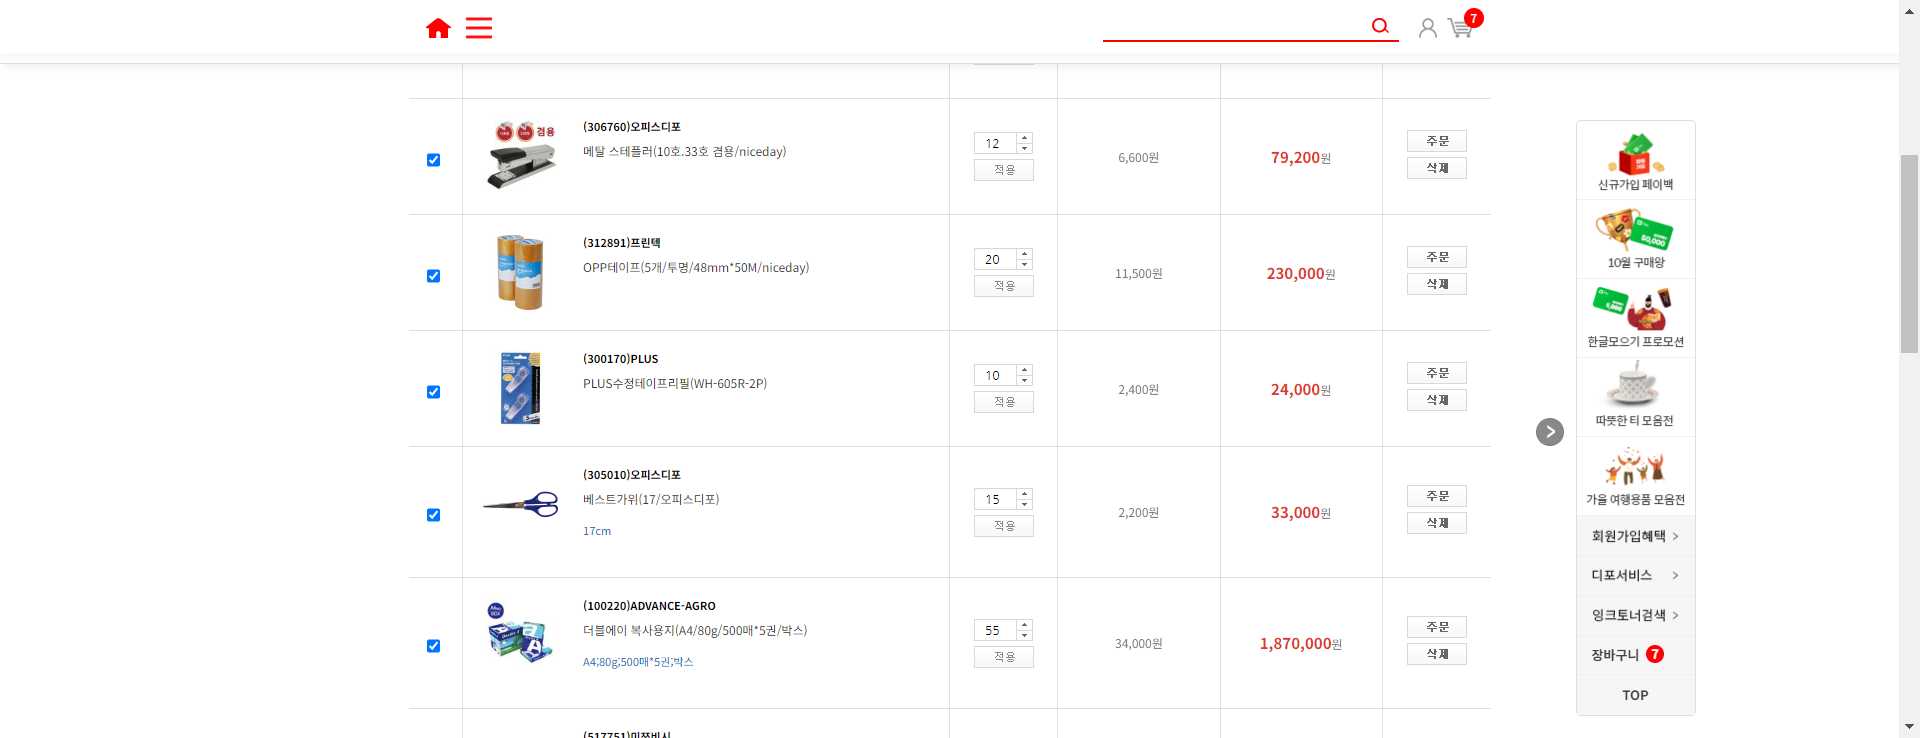 7
겸용
(306760)오피스디포
메탈 스테플러(10호.33호 겸용/niceday)
12
적용
6,600원
79,200원
주문
삭제
(312891)프린텍
OPP테이프(5개/투명/48mm*50M/niceday)
20
적용
11,500원
230,000원
주문
삭제
(300170)PLUS
PLUS수정테이프리필(WH-605R-2P)
10
적용
2,400원
24,000원
주문
삭제
(305010)오피스디포
베스트가위(17/오피스디포)
17cm
15
적용
2,200원
33,000원
주문
삭제
(100220)ADVANCE-AGRO
더블에이 복사용지(A4/80g/500매*5권/박스)
A4;80g;500매*5권;박스
55
적용
34,000원
1,870,000원
주문
삭제
(517751)미쯔비시
신규가입 페이백
50,000
10월 구매왕
5,000
한글모으기 프로모션
따뜻한 티 모음전
가을 여행용품 모음전
회원가입혜택 >
디포서비스 >
잉크토너검색 >
장바구니 7
TOP